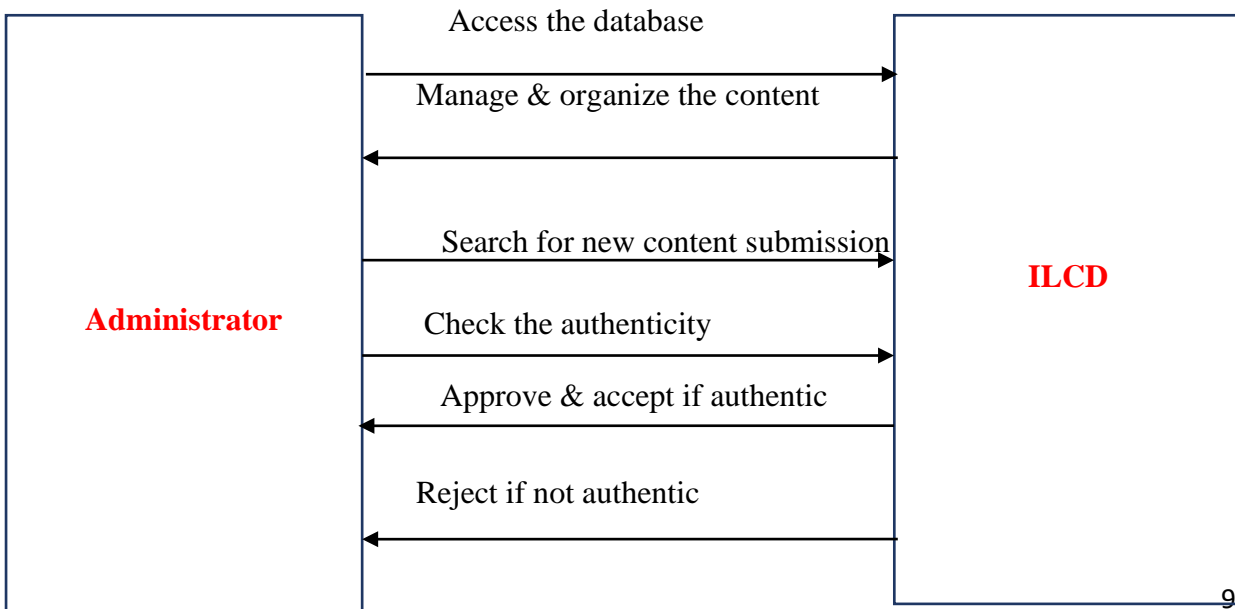 Access the database
Manage & organize the content
Search for new content submission
ILCD
Administrator
Check the authenticity
Approve & accept if authentic
Reject if not authentic
9